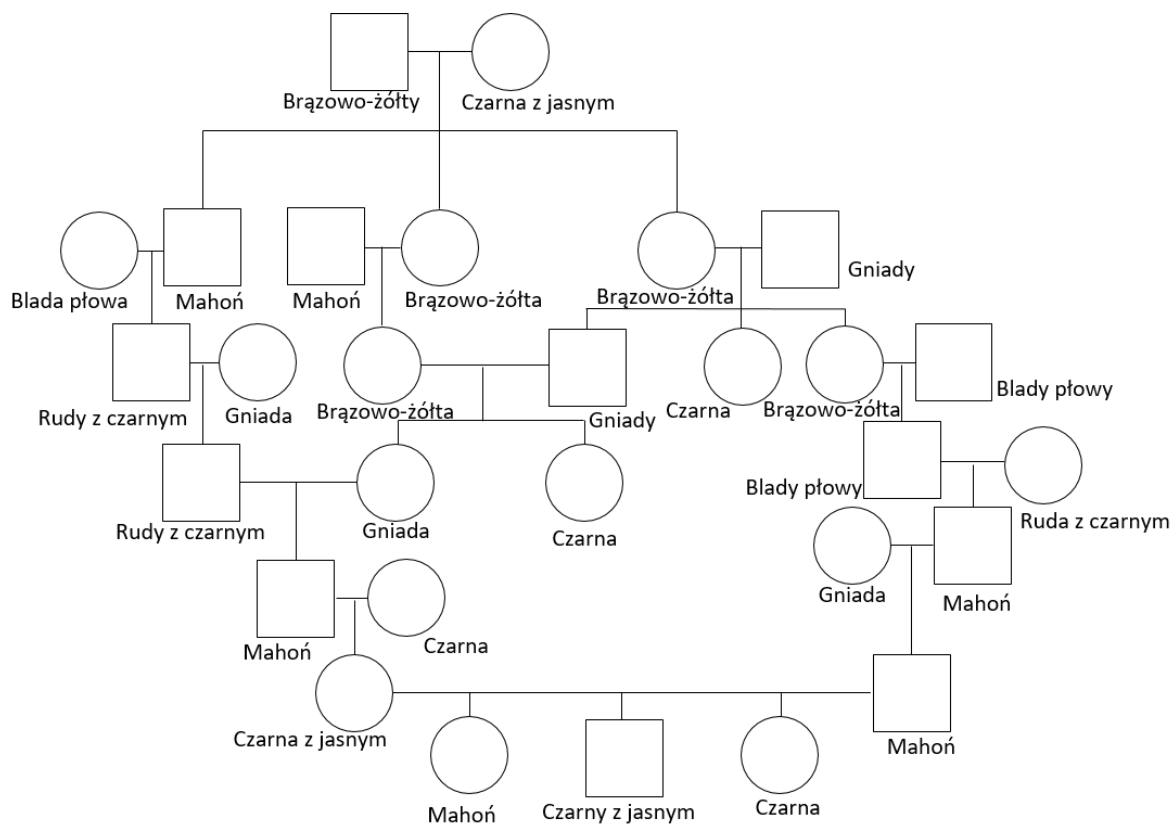 Brązowo-żółty
Czarna z jasnym
Blada płowa
Mahoń
Mahoń
Brązowo-żółta
Brązowo-żółta
Gniady
Rudy z czarnym
Gniada
Brązowo-żółta
Gniady
Czarna
Brązowo-żółta
Blady płowy
Rudy z czarnym
Gniada
Czarna
Blady płowy
Ruda z czarnym
Gniada
Mahoń
Mahoń
Czarna
Czarna z jasnym
Mahoń
Mahoń
Czarny z jasnym
Czarna